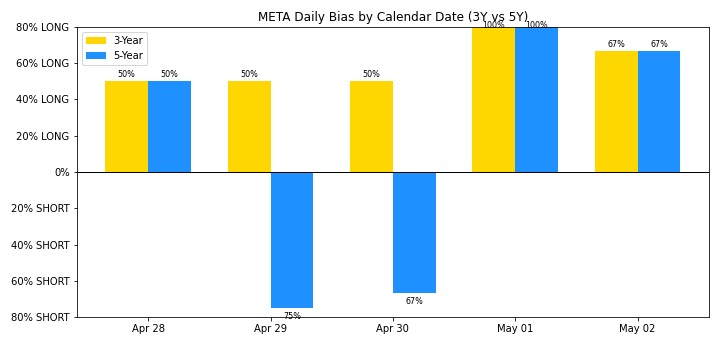 META Daily Bias by Calendar Date (3Y vs 5Y)
80% LONG
60% LONG
40% LONG
20% LONG
0%
20% SHORT
40% SHORT
60% SHORT
80% SHORT
3-Year
5-Year
50%
50%
50%
75%
50%
67%
100%
100%
67%
67%
Apr 28
Apr 29
Apr 30
May 01
May 02